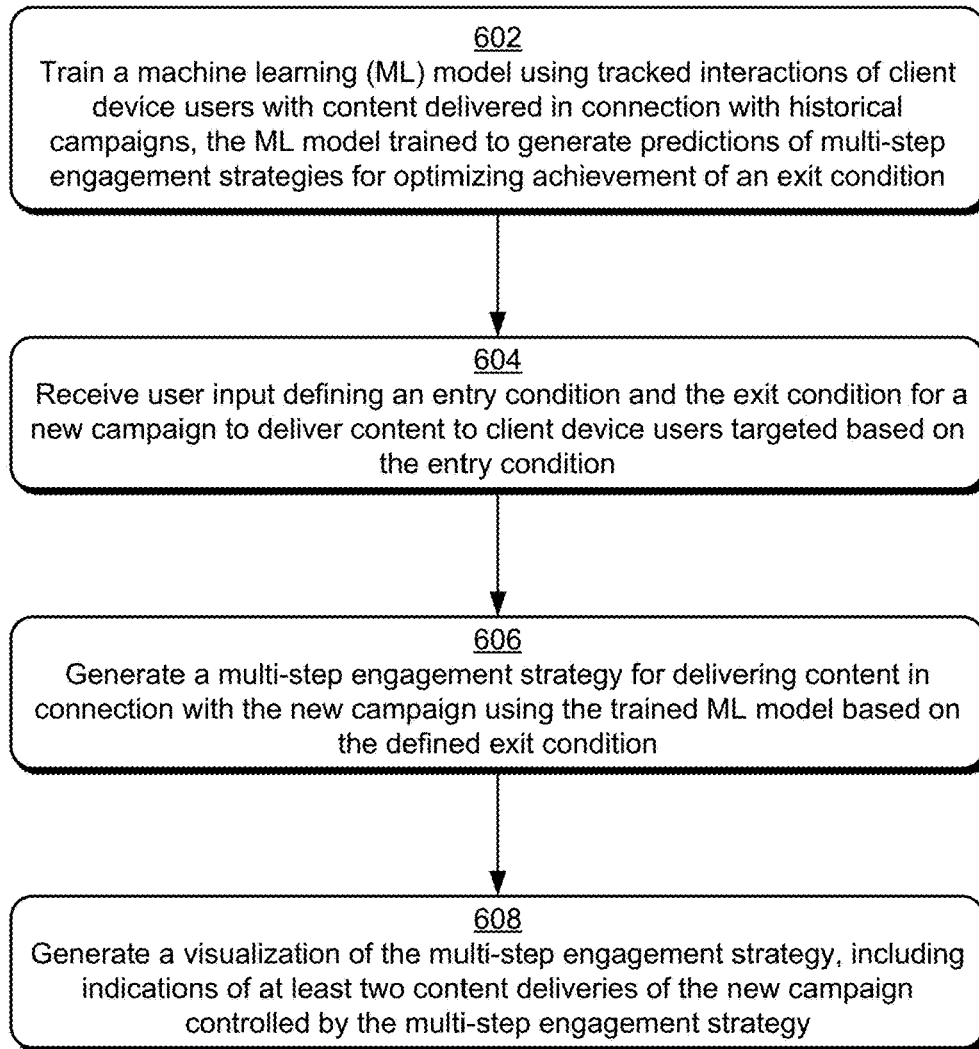 602
Train a machine learning (ML) model using tracked interactions of client
device users with content delivered in connection with historical
campaigns, the ML model trained to generate predictions of multi-step
engagement strategies for optimizing achievement of an exit condition
604
Receive user input defining an entry condition and the exit condition for
a new campaign to deliver content to client device users targeted based on
the entry condition
606
Generate a multi-step engagement strategy for delivering content in
connection with the new campaign using the trained ML model based on
the defined exit condition
608
Generate a visualization of the multi-step engagement strategy, including
indications of at least two content deliveries of the new campaign
controlled by the multi-step engagement strategy